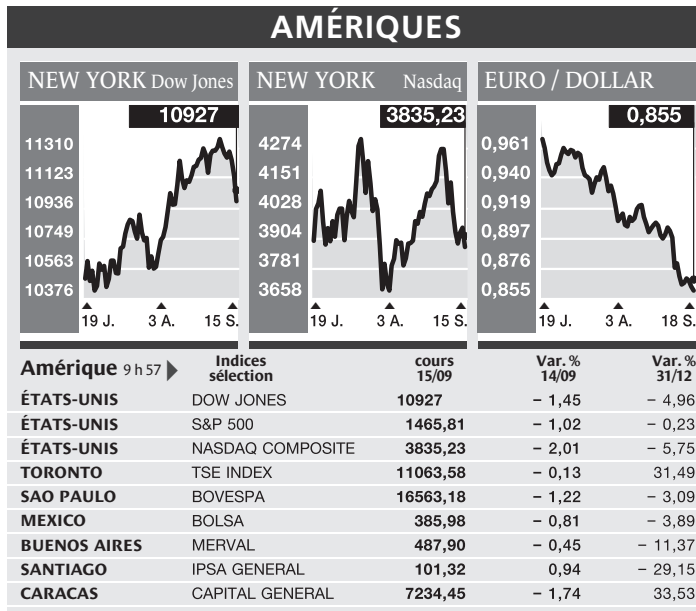 AMÉRIQUES
NEW YORK Dow Jones
10927
11310
11123
10936
10749
10563
10376
19 J. 3 A. 15 S.
NEW YORK Nasdaq
3835,23
4274
4151
4028
3904
3781
3658
19 J. 3 A. 15 S.
EURO / DOLLAR
0,855
0,961
0,940
0,919
0,897
0,876
0,855
19 J. 3 A. 18 S.
Amérique 9 h 57 Indices sélection cours 15/09 Var. % 14/09 Var. % 31/12
ÉTATS-UNIS DOW JONES 10927 – 1,45 – 4,96
ÉTATS-UNIS S&P 500 1465,81 – 1,02 – 0,23
ÉTATS-UNIS NASDAQ COMPOSITE 3835,23 – 2,01 – 5,75
TORONTO TSE INDEX 11063,58 – 0,13 31,49
SAO PAULO BOVESPA 16563,18 – 1,22 – 3,09
MEXICO BOLSA 385,98 – 0,81 – 3,89
BUENOS AIRES MERVAL 487,90 – 0,45 – 11,37
SANTIAGO IPSA GENERAL 101,32 0,94 – 29,15
CARACAS CAPITAL GENERAL 7234,45 – 1,74 33,53